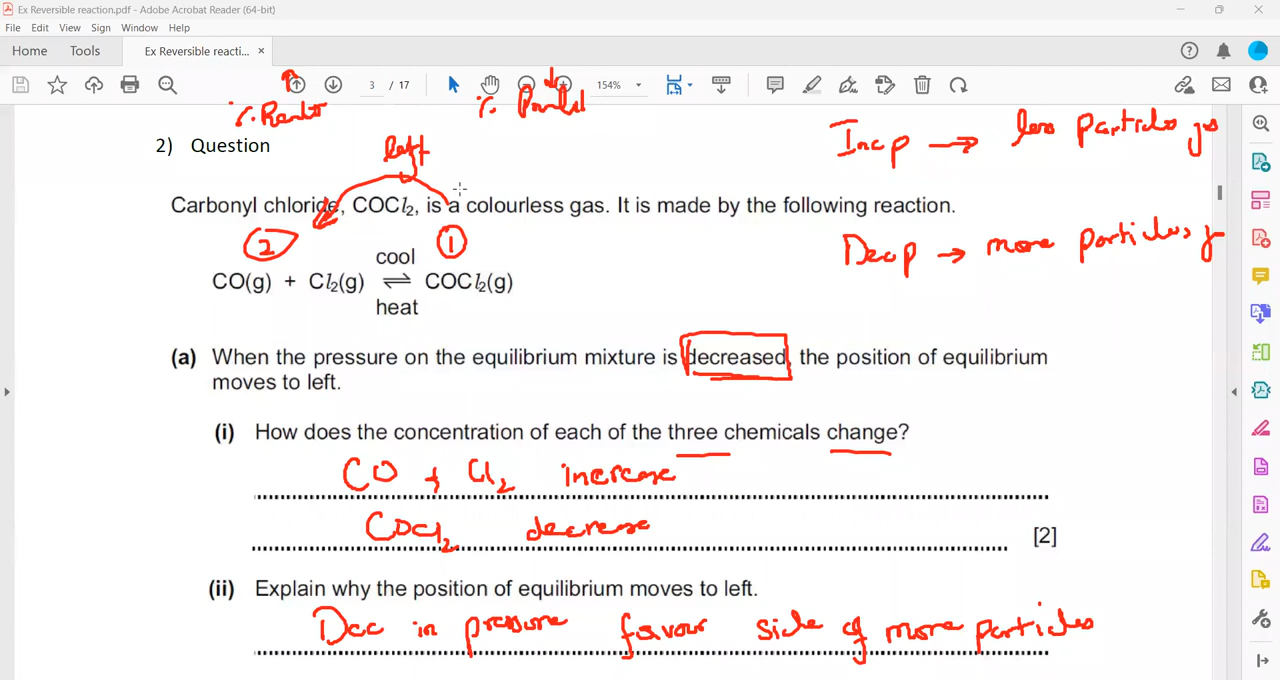 Ex Reversible reaction.pdf - Adobe Acrobat Reader (64-bit)
File Edit View Sign Window Help
Home Tools Ex Reversible reacti... ×
3 / 17 154%
Inc p → less particles
2) Question
left
Carbonyl chloride, COCl2, is a colourless gas. It is made by the following reaction.
2 1
Dec p → more particles
cool
CO(g) + Cl2(g) ⇌ COCl2(g)
heat
(a) When the pressure on the equilibrium mixture is decreased, the position of equilibrium
moves to left.
(i) How does the concentration of each of the three chemicals change?
CO + Cl2 increase
COCl2 decrease
[2]
(ii) Explain why the position of equilibrium moves to left.
Dec in pressure favour side of more particles